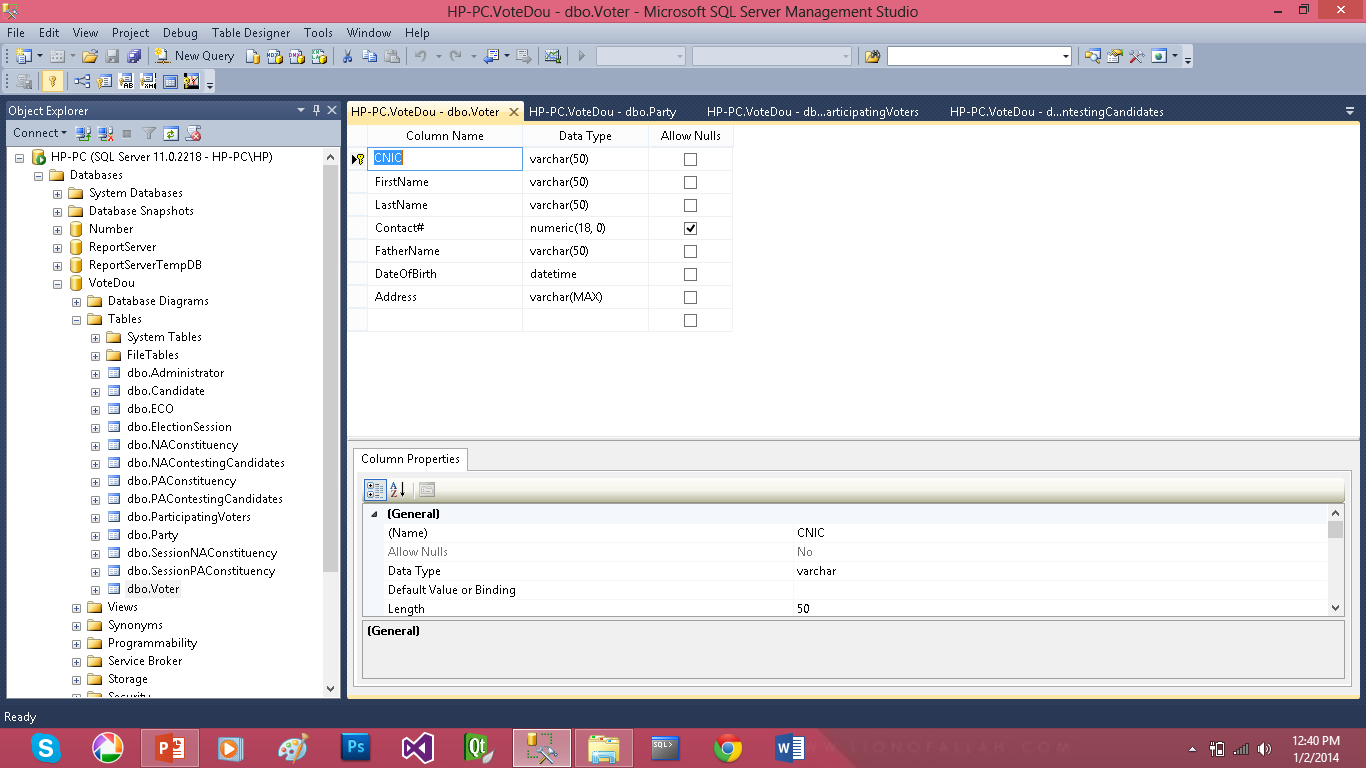 HP-PC.VoteDou - dbo.Voter - Microsoft SQL Server Management Studio
File Edit View Project Debug Table Designer Tools Window Help
New Query
Object Explorer
Connect
HP-PC (SQL Server 11.0.2218 - HP-PC\HP)
Databases
System Databases
Database Snapshots
Number
ReportServer
ReportServerTempDB
VoteDou
Database Diagrams
Tables
System Tables
FileTables
dbo.Administrator
dbo.Candidate
dbo.ECO
dbo.ElectionSession
dbo.NAConstituency
dbo.NAContestingCandidates
dbo.PAConstituency
dbo.PAContestingCandidates
dbo.ParticipatingVoters
dbo.Party
dbo.SessionNAConstituency
dbo.SessionPAConstituency
dbo.Voter
Views
Synonyms
Programmability
Service Broker
Storage
Security
HP-PC.VoteDou - dbo.Voter HP-PC.VoteDou - dbo.Party HP-PC.VoteDou - db...articipatingVoters HP-PC.VoteDou - d...ntestingCandidates
Column Name Data Type Allow Nulls
CNIC varchar(50)
FirstName varchar(50)
LastName varchar(50)
Contact# numeric(18, 0)
FatherName varchar(50)
DateOfBirth datetime
Address varchar(MAX)
Column Properties
(General)
(Name) CNIC
Allow Nulls No
Data Type varchar
Default Value or Binding
Length 50
(General)
Ready
12:40 PM
1/2/2014